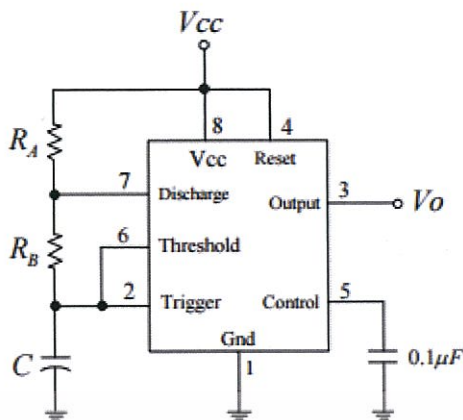 Vcc
8 4
R_A
Vcc Reset
7 3
Discharge Output Vo
6
R_B Threshold
2 5
Trigger Control
Gnd
C 1 0.1μF